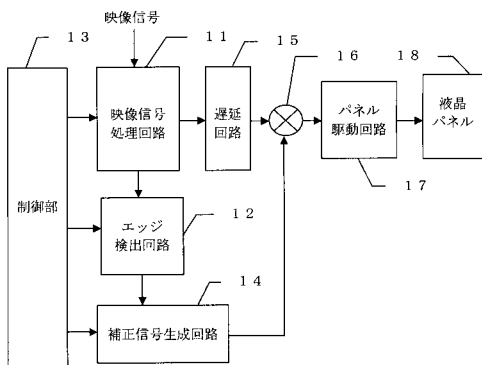 映像信号
13
11
15
16
18
映像信号
処理回路
遅延
回路
パネル
駆動回路
液晶
パネル
17
制御部
エッジ
検出回路
12
14
補正信号生成回路